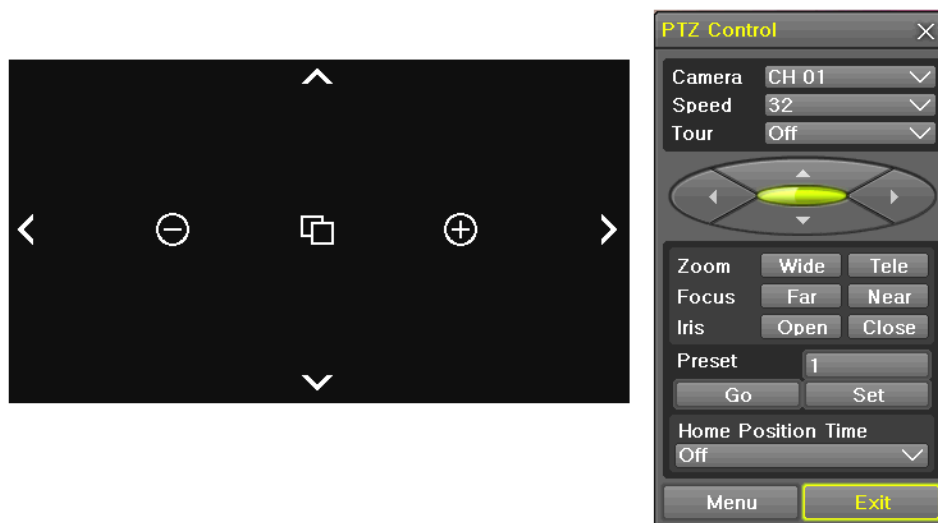 PTZ Control
Camera CH 01
Speed 32
Tour Off
Zoom Wide Tele
Focus Far Near
Iris Open Close
Preset 1
Go Set
Home Position Time
Off
Menu Exit